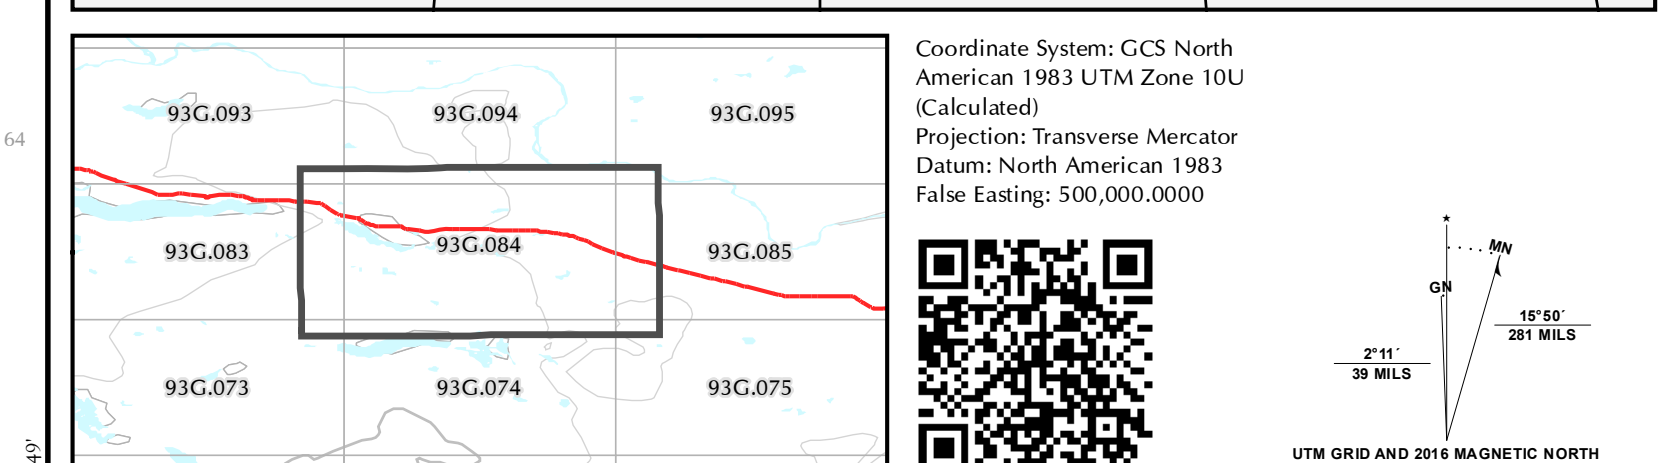 64
49'
93G.093
93G.094
93G.095
93G.083
93G.084
93G.085
93G.073
93G.074
93G.075
Coordinate System: GCS North
American 1983 UTM Zone 10U
(Calculated)
Projection: Transverse Mercator
Datum: North American 1983
False Easting: 500,000.0000
MN
GN
15°50´
281 MILS
2°11´
39 MILS
UTM GRID AND 2016 MAGNETIC NORTH